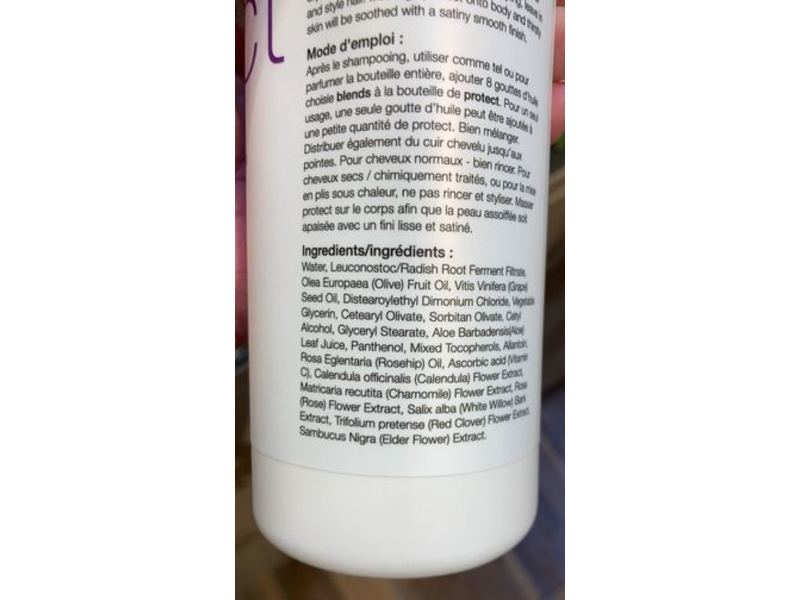 and style hair. onto body and thirsty
skin will be soothed with a satiny smooth finish.
ct
Mode d'emploi :
Après le shampooing, utiliser comme tel ou pour
parfumer la bouteille entière, ajouter 8 gouttes d'huile
choisie blends à la bouteille de protect. Pour un seul
usage, une seule goutte d'huile peut être ajoutée à
une petite quantité de protect. Bien mélanger.
Distribuer également du cuir chevelu jusqu'aux
pointes. Pour cheveux normaux - bien rincer. Pour
cheveux secs / chimiquement traités, ou pour la mise
en plis sous chaleur, ne pas rincer et styliser. Masser
protect sur le corps afin que la peau assoiffée soit
apaisée avec un fini lisse et satiné.
Ingredients/ingrédients :
Water, Leuconostoc/Radish Root Ferment Filtrate,
Olea Europaea (Olive) Fruit Oil, Vitis Vinifera (Grape)
Seed Oil, Distearoylethyl Dimonium Chloride, Vegetable
Glycerin, Cetearyl Olivate, Sorbitan Olivate, Cetyl
Alcohol, Glyceryl Stearate, Aloe Barbadensis(Aloe)
Leaf Juice, Panthenol, Mixed Tocopherols, Allantoin,
Rosa Eglentaria (Rosehip) Oil, Ascorbic acid (Vitamin
C), Calendula officinalis (Calendula) Flower Extract,
Matricaria recutita (Chamomile) Flower Extract, Rosa
(Rose) Flower Extract, Salix alba (White Willow) Bark
Extract, Trifolium pretense (Red Clover) Flower Extract,
Sambucus Nigra (Elder Flower) Extract.